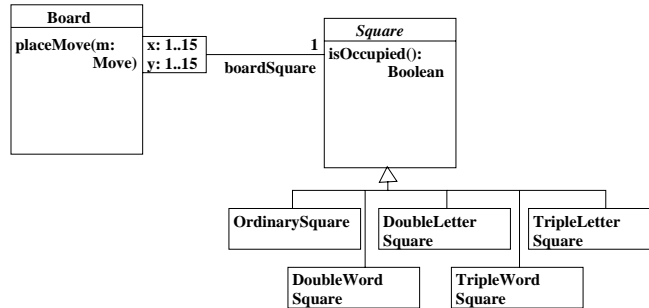 Board
placeMove(m:
Move)
x: 1..15
y: 1..15
1
boardSquare
Square
isOccupied():
Boolean
OrdinarySquare
DoubleLetter
Square
TripleLetter
Square
DoubleWord
Square
TripleWord
Square